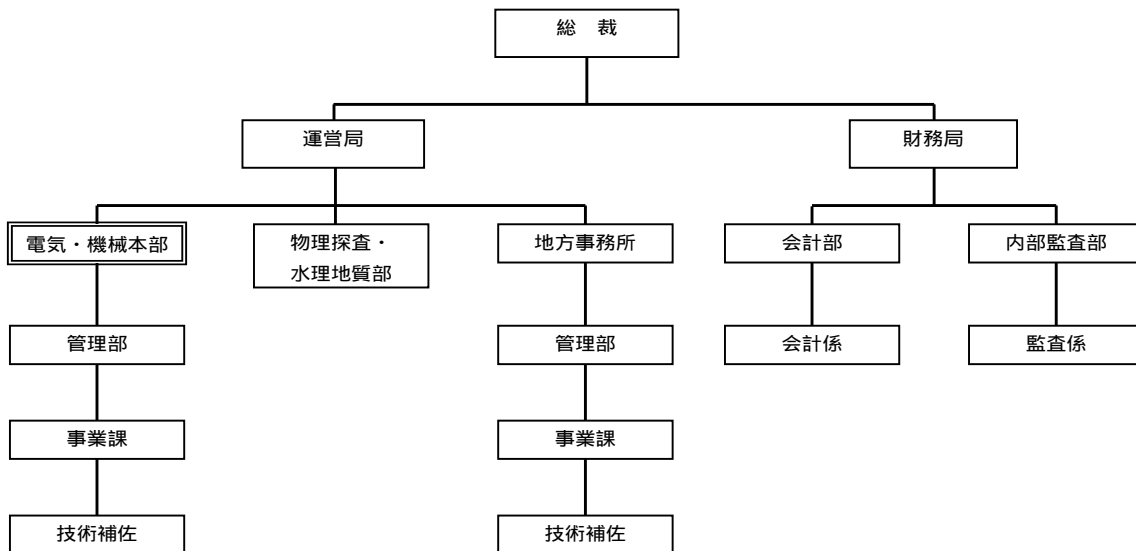 総　裁
運営局
財務局
電気・機械本部
物理探査・
水理地質部
地方事務所
会計部
内部監査部
管理部
管理部
会計係
監査係
事業課
事業課
技術補佐
技術補佐